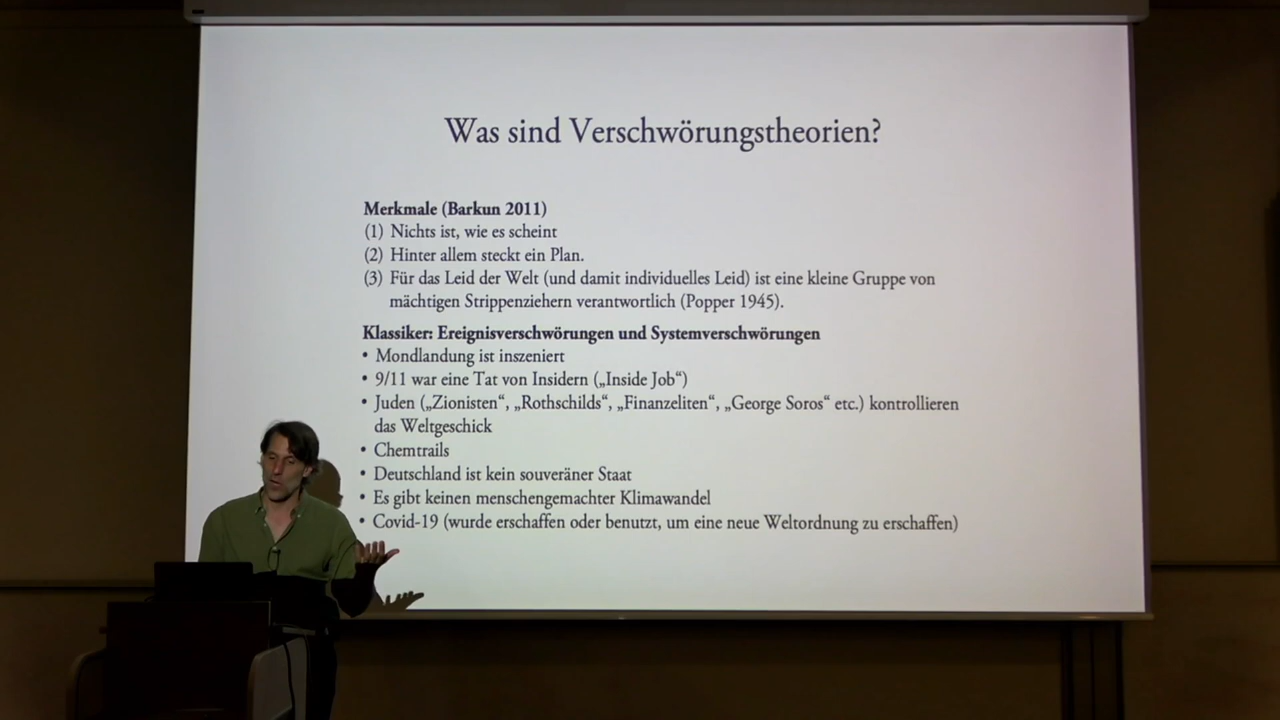 Was sind Verschwörungstheorien?
Merkmale (Barkun 2011)
(1) Nichts ist, wie es scheint
(2) Hinter allem steckt ein Plan.
(3) Für das Leid der Welt (und damit individuelles Leid) ist eine kleine Gruppe von
mächtigen Strippenziehern verantwortlich (Popper 1945).
Klassiker: Ereignisverschwörungen und Systemverschwörungen
• Mondlandung ist inszeniert
• 9/11 war eine Tat von Insidern („Inside Job“)
• Juden („Zionisten“, „Rothschilds“, „Finanzeliten“, „George Soros“ etc.) kontrollieren
das Weltgeschick
• Chemtrails
• Deutschland ist kein souveräner Staat
• Es gibt keinen menschengemachter Klimawandel
• Covid-19 (wurde erschaffen oder benutzt, um eine neue Weltordnung zu erschaffen)